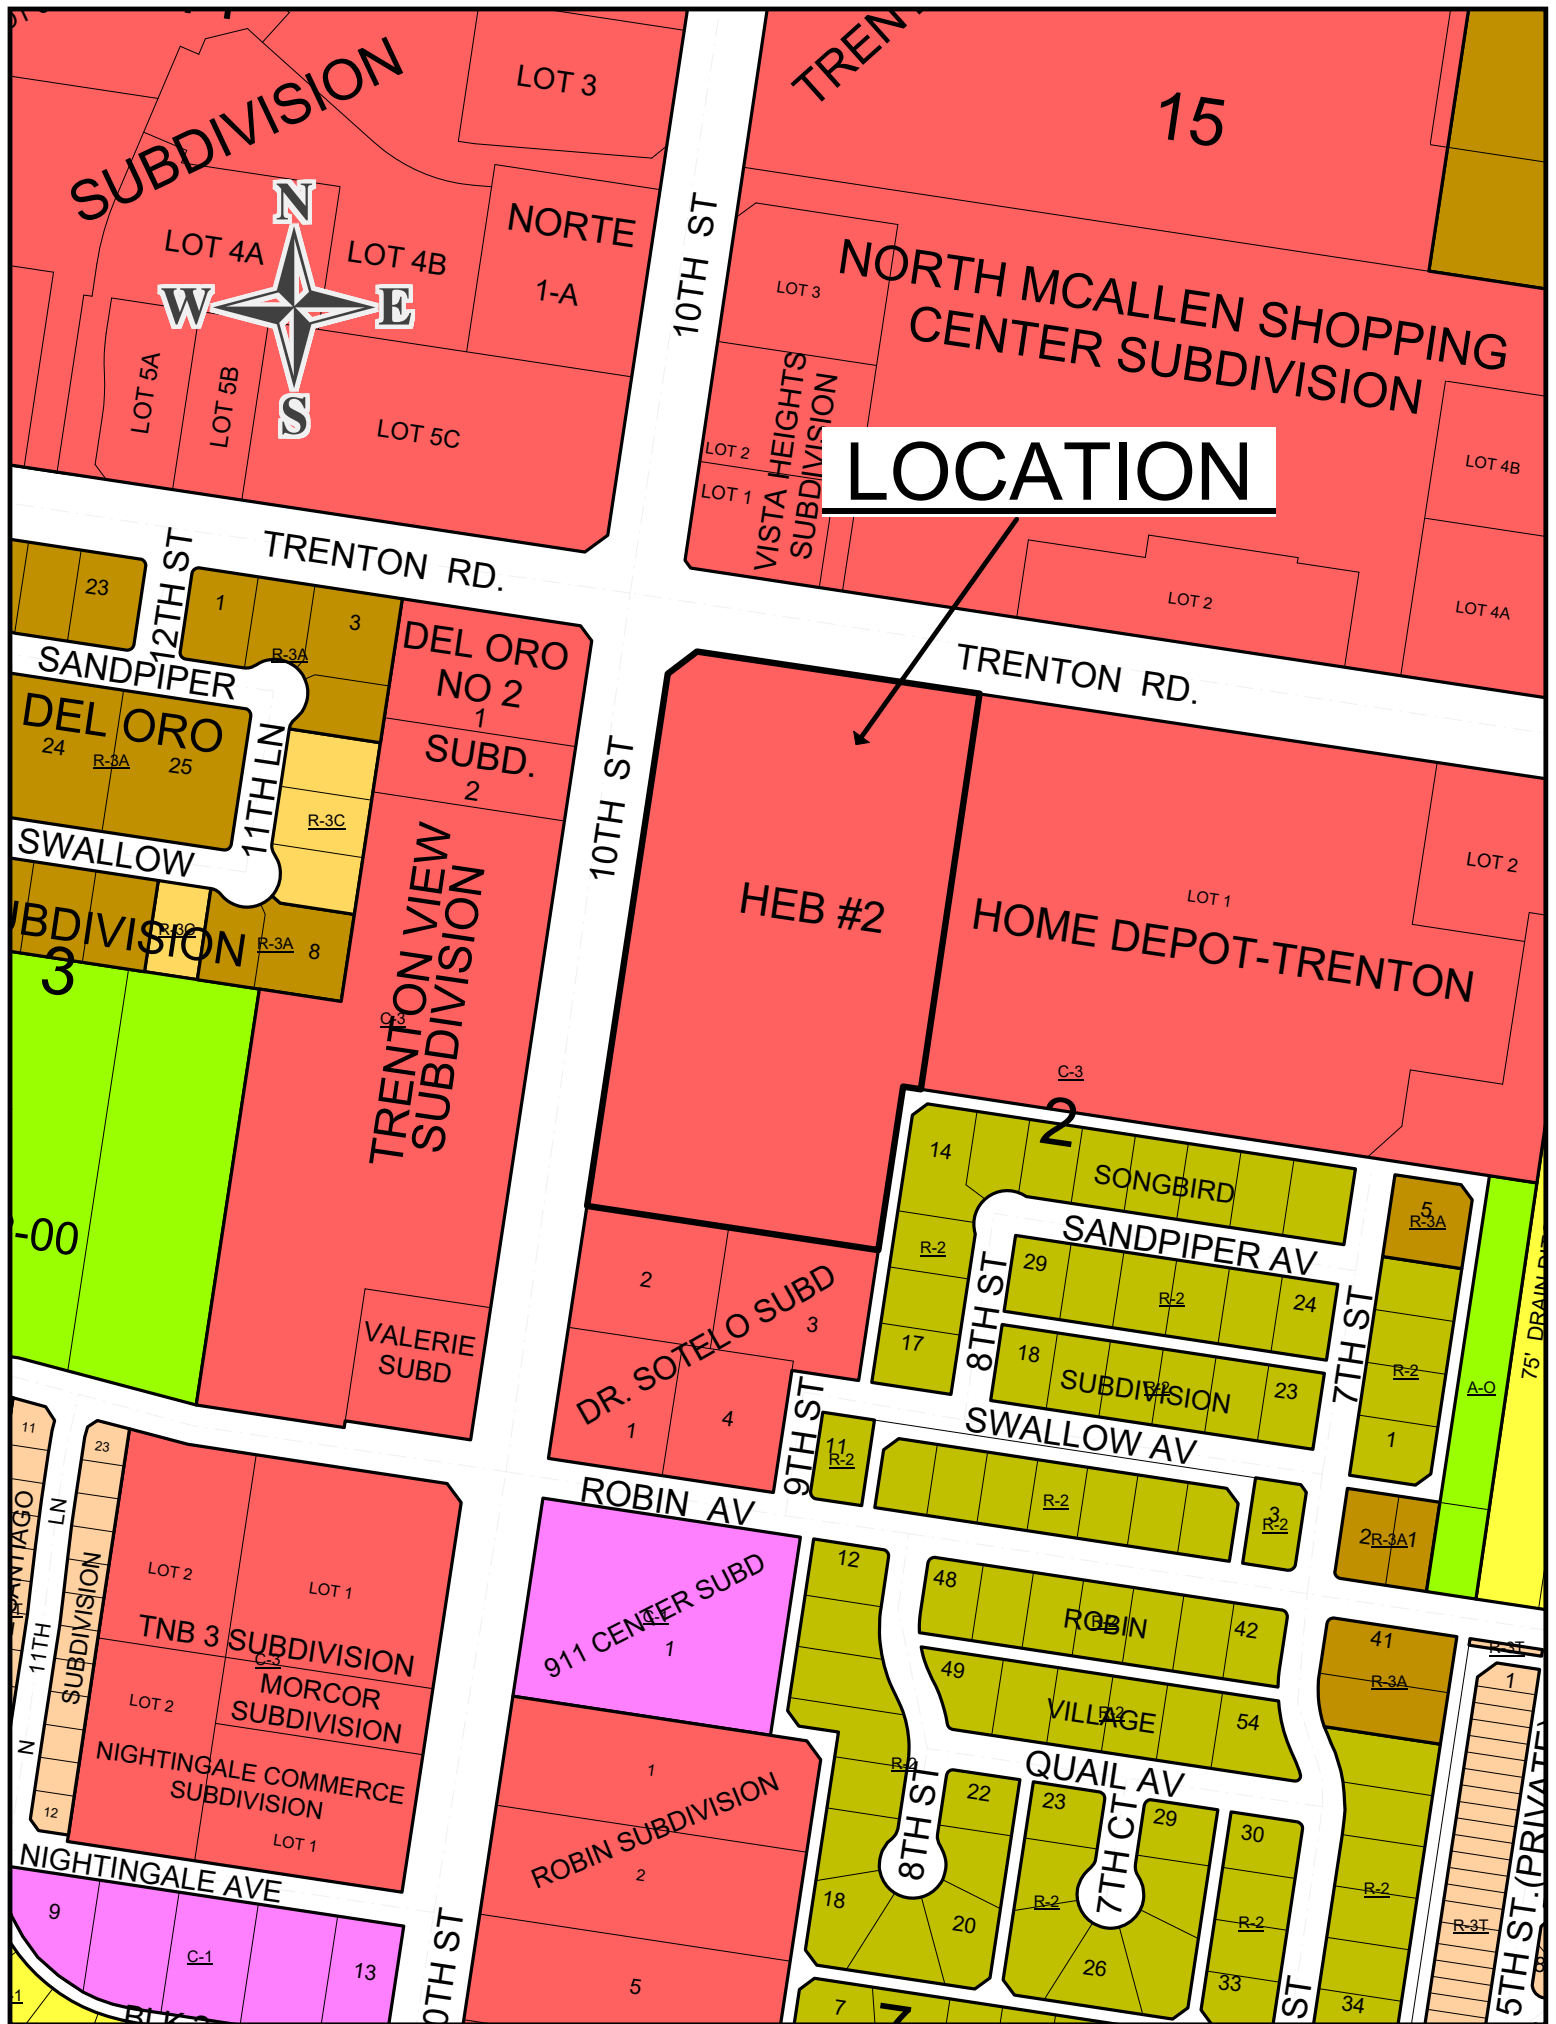 SUBDIVISION
LOT 3
TREN
15
N
W
E
S
LOT 4A
LOT 4B
NORTE
1-A
10TH ST
LOT 3
NORTH MCALLEN SHOPPING
CENTER SUBDIVISION
LOT 5A
LOT 5B
LOT 5C
LOT 2
LOT 1
VISTA HEIGHTS
SUBDIVISION
LOCATION
LOT 4B
LOT 2
LOT 4A
TRENTON RD.
12TH ST
23
1
3
R-3A
SANDPIPER
DEL ORO
NO 2
1
SUBD.
2
TRENTON RD.
DEL ORO
24
R-3A
25
11TH LN
R-3C
SWALLOW
10TH ST
TRENTON VIEW
SUBDIVISION
C-3
HEB #2
LOT 1
HOME DEPOT-TRENTON
LOT 2
UBDIVISION
R-3C
R-3A
8
3
C-3
2
14
SONGBIRD
5
R-3A
-00
R-2
SANDPIPER AV
8TH ST
29
R-2
24
7TH ST
2
DR. SOTELO SUBD
3
VALERIE
SUBD
17
18
SUBDIVISION
R-2
23
R-2
A-O
1
4
9TH ST
SWALLOW AV
11
R-2
1
11
23
ROBIN AV
R-2
3
R-2
2
R-3A
1
LN
11TH
N
SUBDIVISION
LOT 2
LOT 1
TNB 3 SUBDIVISION
C-3
MORCOR
SUBDIVISION
LOT 2
NIGHTINGALE COMMERCE
SUBDIVISION
LOT 1
12
911 CENTER SUBD
1
12
48
ROBIN
R-2
42
41
R-3A
R-3T
1
49
VILLAGE
R-2
54
QUAIL AV
R-2
8TH ST
22
23
7TH CT
29
30
1
ROBIN SUBDIVISION
2
NIGHTINGALE AVE
18
20
R-2
26
R-2
33
R-2
R-3T
5TH ST.(PRIVATE)
9
C-1
13
0TH ST
5
7
ST
34